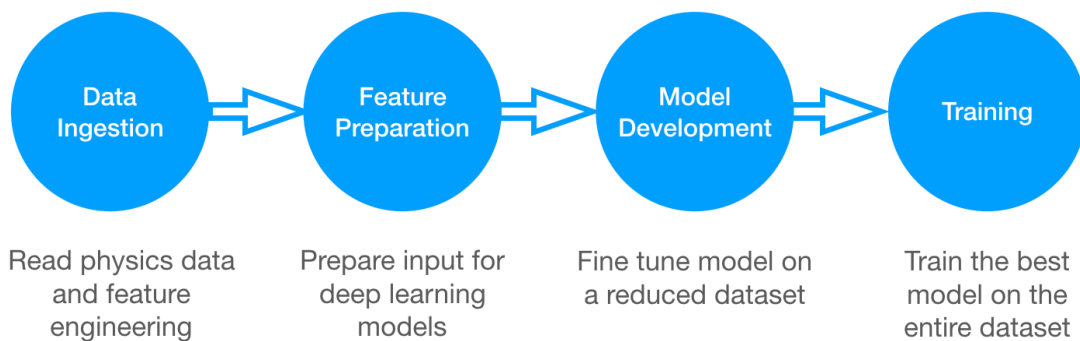 Data
Ingestion
Feature
Preparation
Model
Development
Training
Read physics data
and feature
engineering
Prepare input for
deep learning
models
Fine tune model on
a reduced dataset
Train the best
model on the
entire dataset